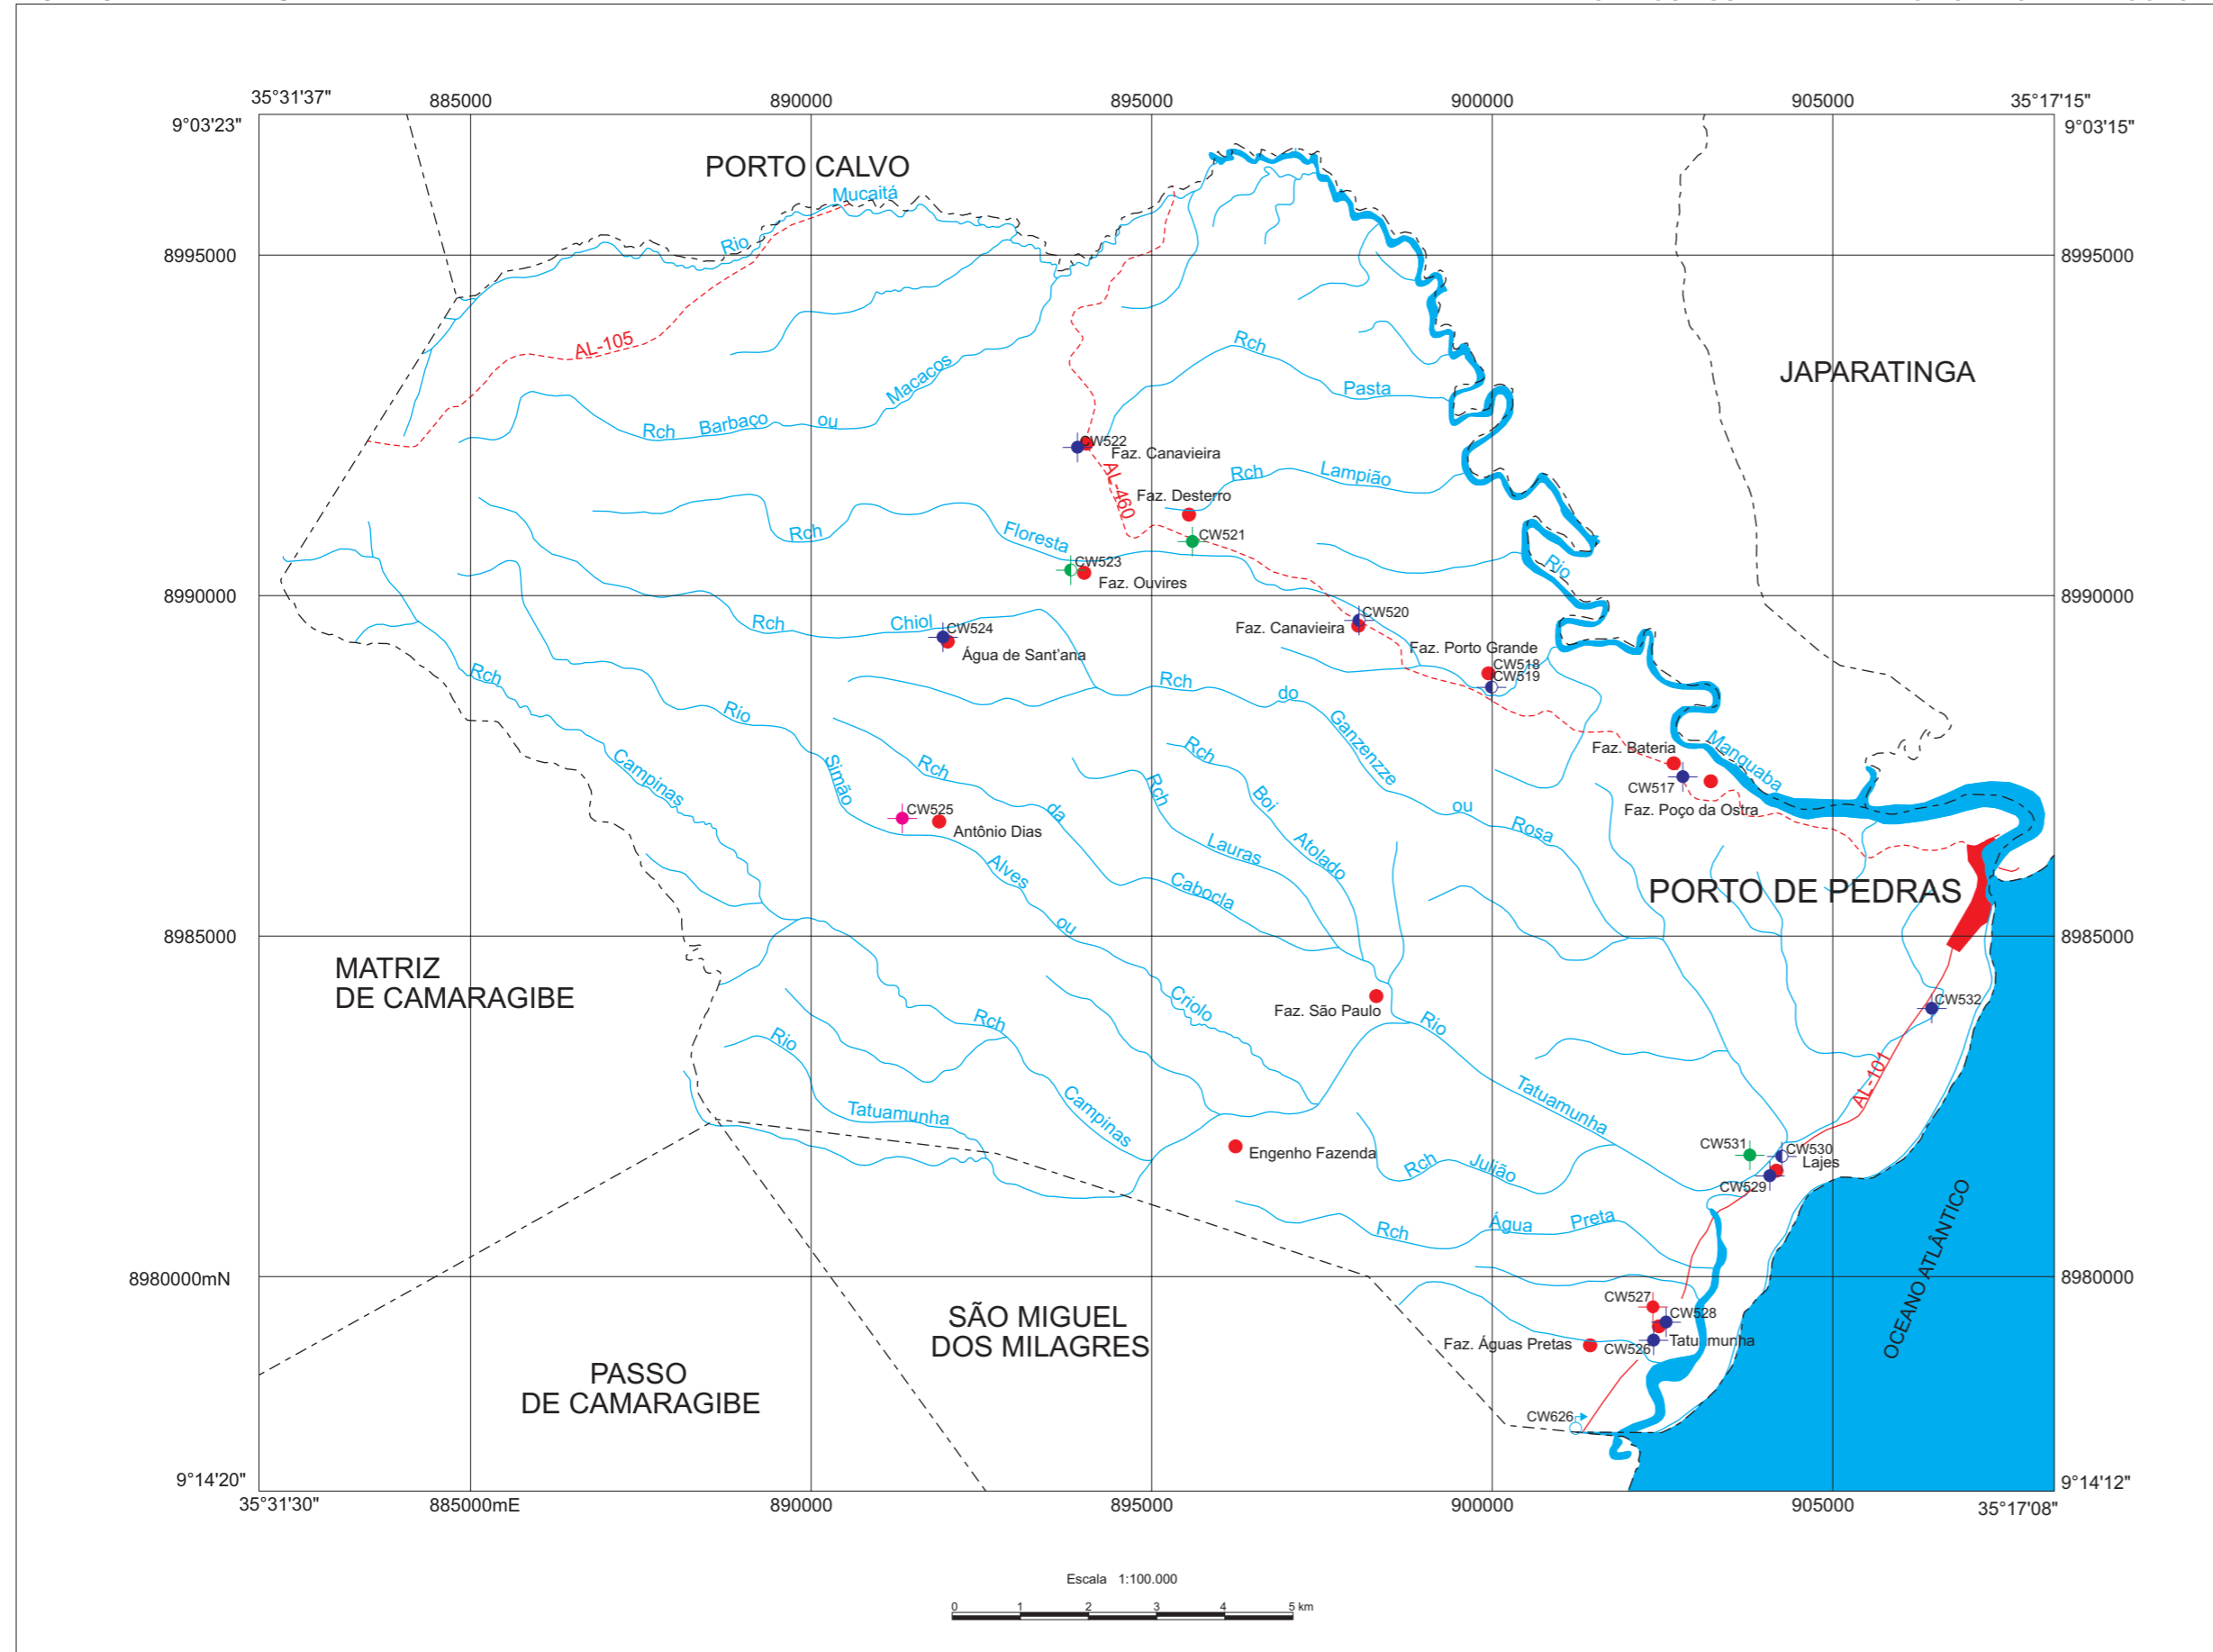 35°31'37"
885000
890000
895000
900000
905000
35°17'15"
9°03'23"
9°03'15"
PORTO CALVO
Mucaitá
Rio
8995000
8995000
AL-105
Rch
Pasta
JAPARATINGA
Rch Barbaço ou Macacos
CW522
Faz. Canavieira
AL-460
Rch Lampião
Faz. Desterro
CW521
Rch Floresta
CW523
Faz. Ouvires
Rio
8990000
8990000
Rch Chiol
CW524
Água de Sant'ana
CW520
Faz. Canavieira
Faz. Porto Grande
CW518
CW519
Rch
Campinas
Rio
Simão
Alves
ou
Criolo
Rch
da
Cabocla
Rch
Lauras
Rch
Boi
Atolado
Rch
do
Ganzenzze
ou
Rosa
Manguaba
Faz. Bateria
CW517
Faz. Poço da Ostra
CW525
Antônio Dias
PORTO DE PEDRAS
8985000
8985000
MATRIZ
DE CAMARAGIBE
Faz. São Paulo
CW532
Rio
Tatuamunha
Rch
Campinas
Rio
Tatuamunha
AL-101
Engenho Fazenda
Rch Julião
CW531
CW530
Lajes
CW529
Rch Água Preta
OCEANO ATLÂNTICO
8980000mN
8980000
CW527
CW528
SÃO MIGUEL
DOS MILAGRES
Faz. Águas Pretas
CW526
Tatuamunha
PASSO
DE CAMARAGIBE
CW626
9°14'20"
9°14'12"
35°31'30"
885000mE
890000
895000
900000
905000
35°17'08"
Escala 1:100.000
0 1 2 3 4 5 km